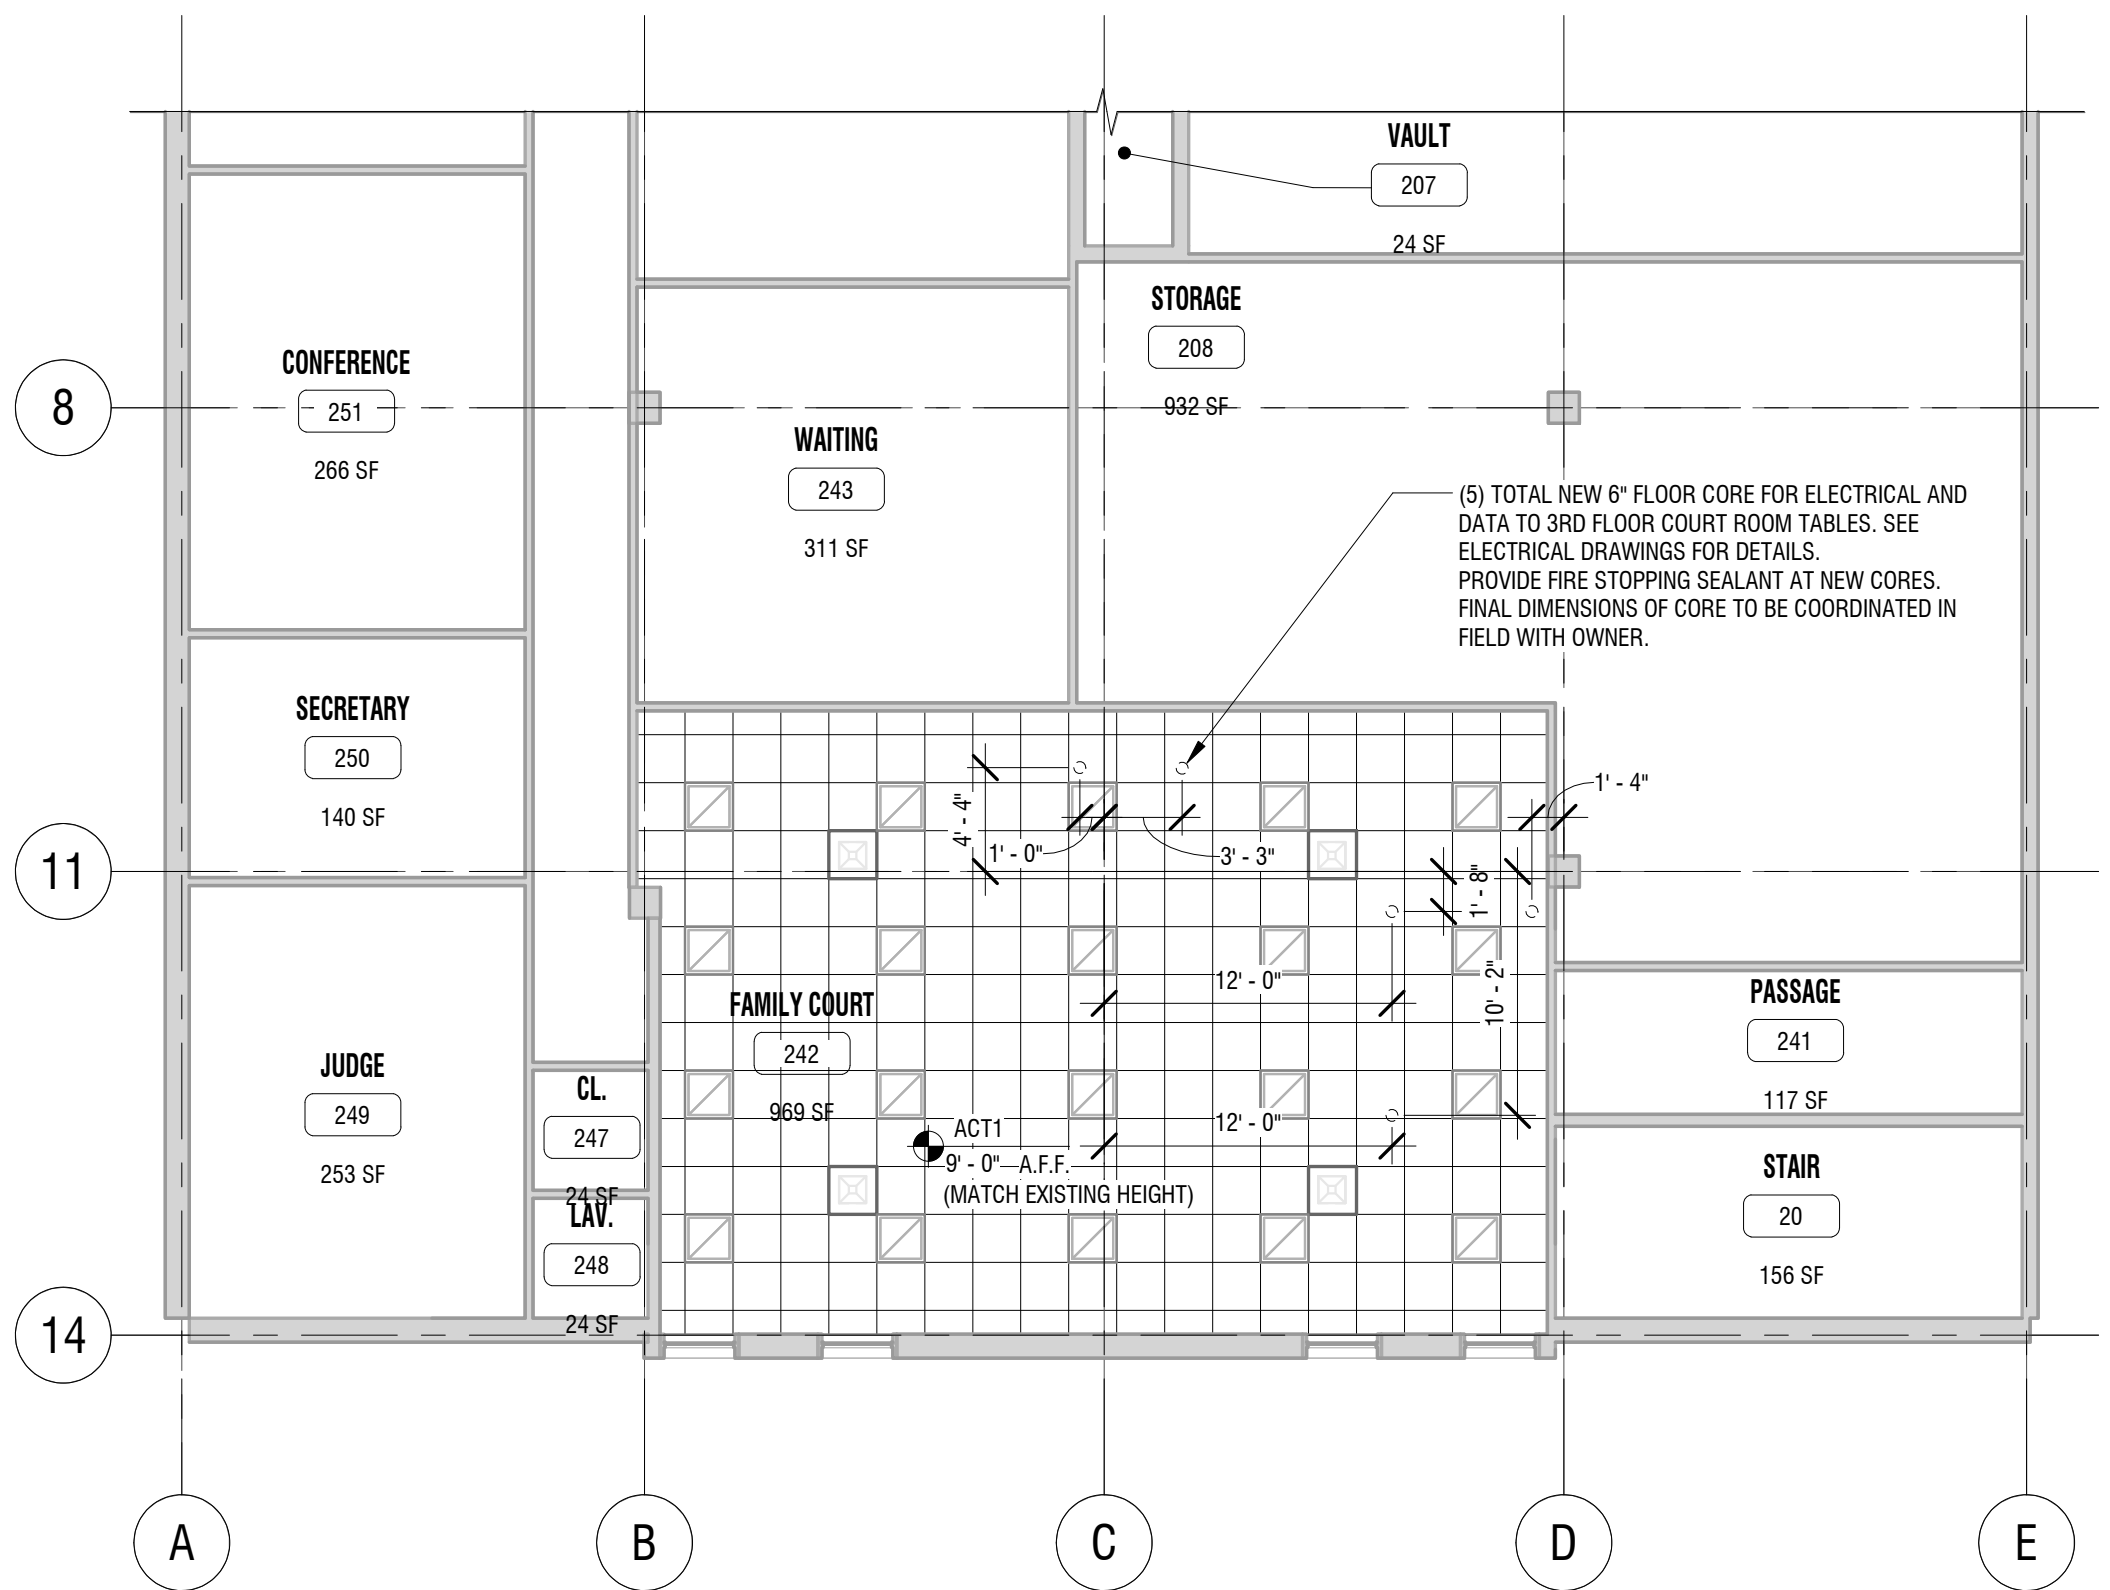 VAULT
207
24 SF
STORAGE
208
932 SF
CONFERENCE
251
266 SF
8
WAITING
243
311 SF
(5) TOTAL NEW 6" FLOOR CORE FOR ELECTRICAL AND
DATA TO 3RD FLOOR COURT ROOM TABLES. SEE
ELECTRICAL DRAWINGS FOR DETAILS.
PROVIDE FIRE STOPPING SEALANT AT NEW CORES.
FINAL DIMENSIONS OF CORE TO BE COORDINATED IN
FIELD WITH OWNER.
SECRETARY
250
140 SF
1' - 4"
4' - 4"
1' - 0"
3' - 3"
11
1' - 8"
12' - 0"
10' - 2"
FAMILY COURT
242
969 SF
PASSAGE
241
117 SF
JUDGE
249
253 SF
CL.
247
24 SF
ACT1
9' - 0" A.F.F.
(MATCH EXISTING HEIGHT)
12' - 0"
LAV.
248
24 SF
STAIR
20
156 SF
14
A
B
C
D
E